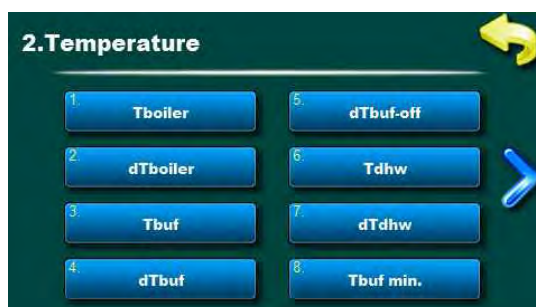 2.Temperature
1. Tboiler
2. dTboiler
3. Tbuf
4. dTbuf
5. dTbuf-off
6. Tdhw
7. dTdhw
8. Tbuf min.